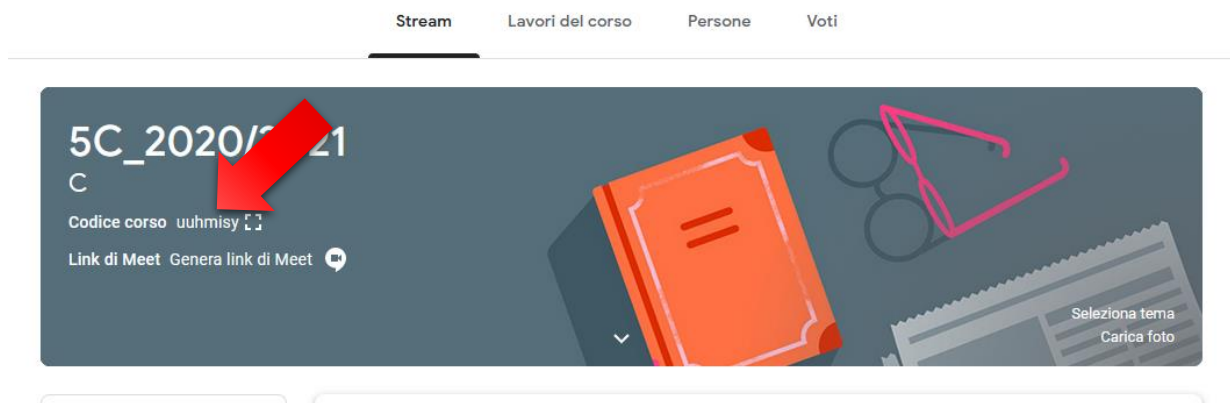 Stream Lavori del corso Persone Voti
5C_2020/2021
C
Codice corso uuhmisy
Link di Meet Genera link di Meet
Seleziona tema
Carica foto